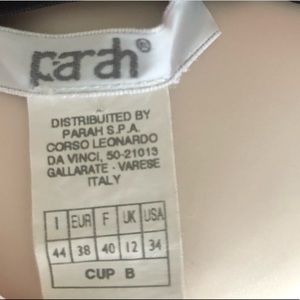 parah®
DISTRIBUITED BY
PARAH S.P.A.
CORSO LEONARDO
DA VINCI, 50-21013
GALLARATE - VARESE
ITALY
I EUR F UK USA
44 38 40 12 34
CUP B